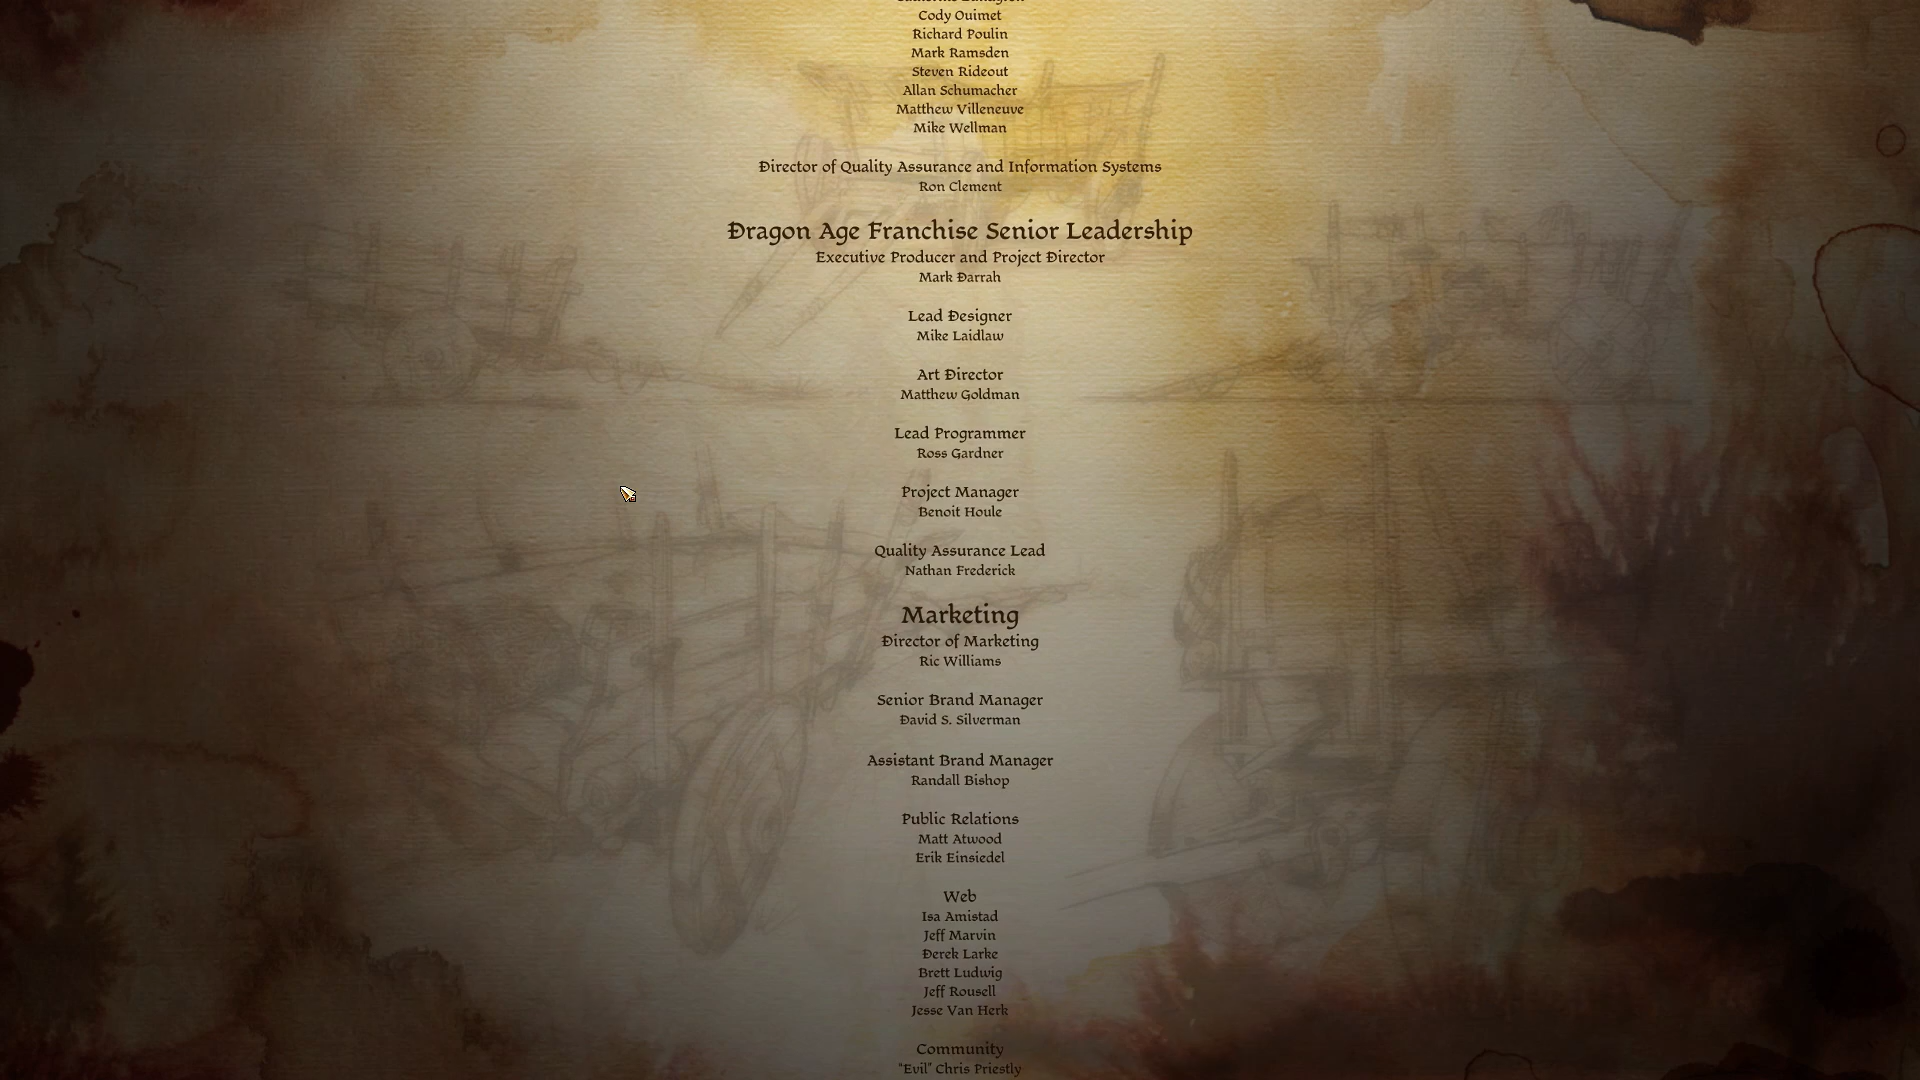 Cody Ouimet
Richard Poulin
Mark Ramsden
Steven Rideout
Allan Schumacher
Matthew Villeneuve
Mike Wellman
Director of Quality Assurance and Information Systems
Ron Clement
Dragon Age Franchise Senior Leadership
Executive Producer and Project Director
Mark Darrah
Lead Designer
Mike Laidlaw
Art Director
Matthew Goldman
Lead Programmer
Ross Gardner
Project Manager
Benoit Houle
Quality Assurance Lead
Nathan Frederick
Marketing
Director of Marketing
Ric Williams
Senior Brand Manager
David S. Silverman
Assistant Brand Manager
Randall Bishop
Public Relations
Matt Atwood
Erik Einsiedel
Web
Isa Amistad
Jeff Marvin
Derek Larke
Brett Ludwig
Jeff Rousell
Jesse Van Herk
Community
"Evil" Chris Priestly